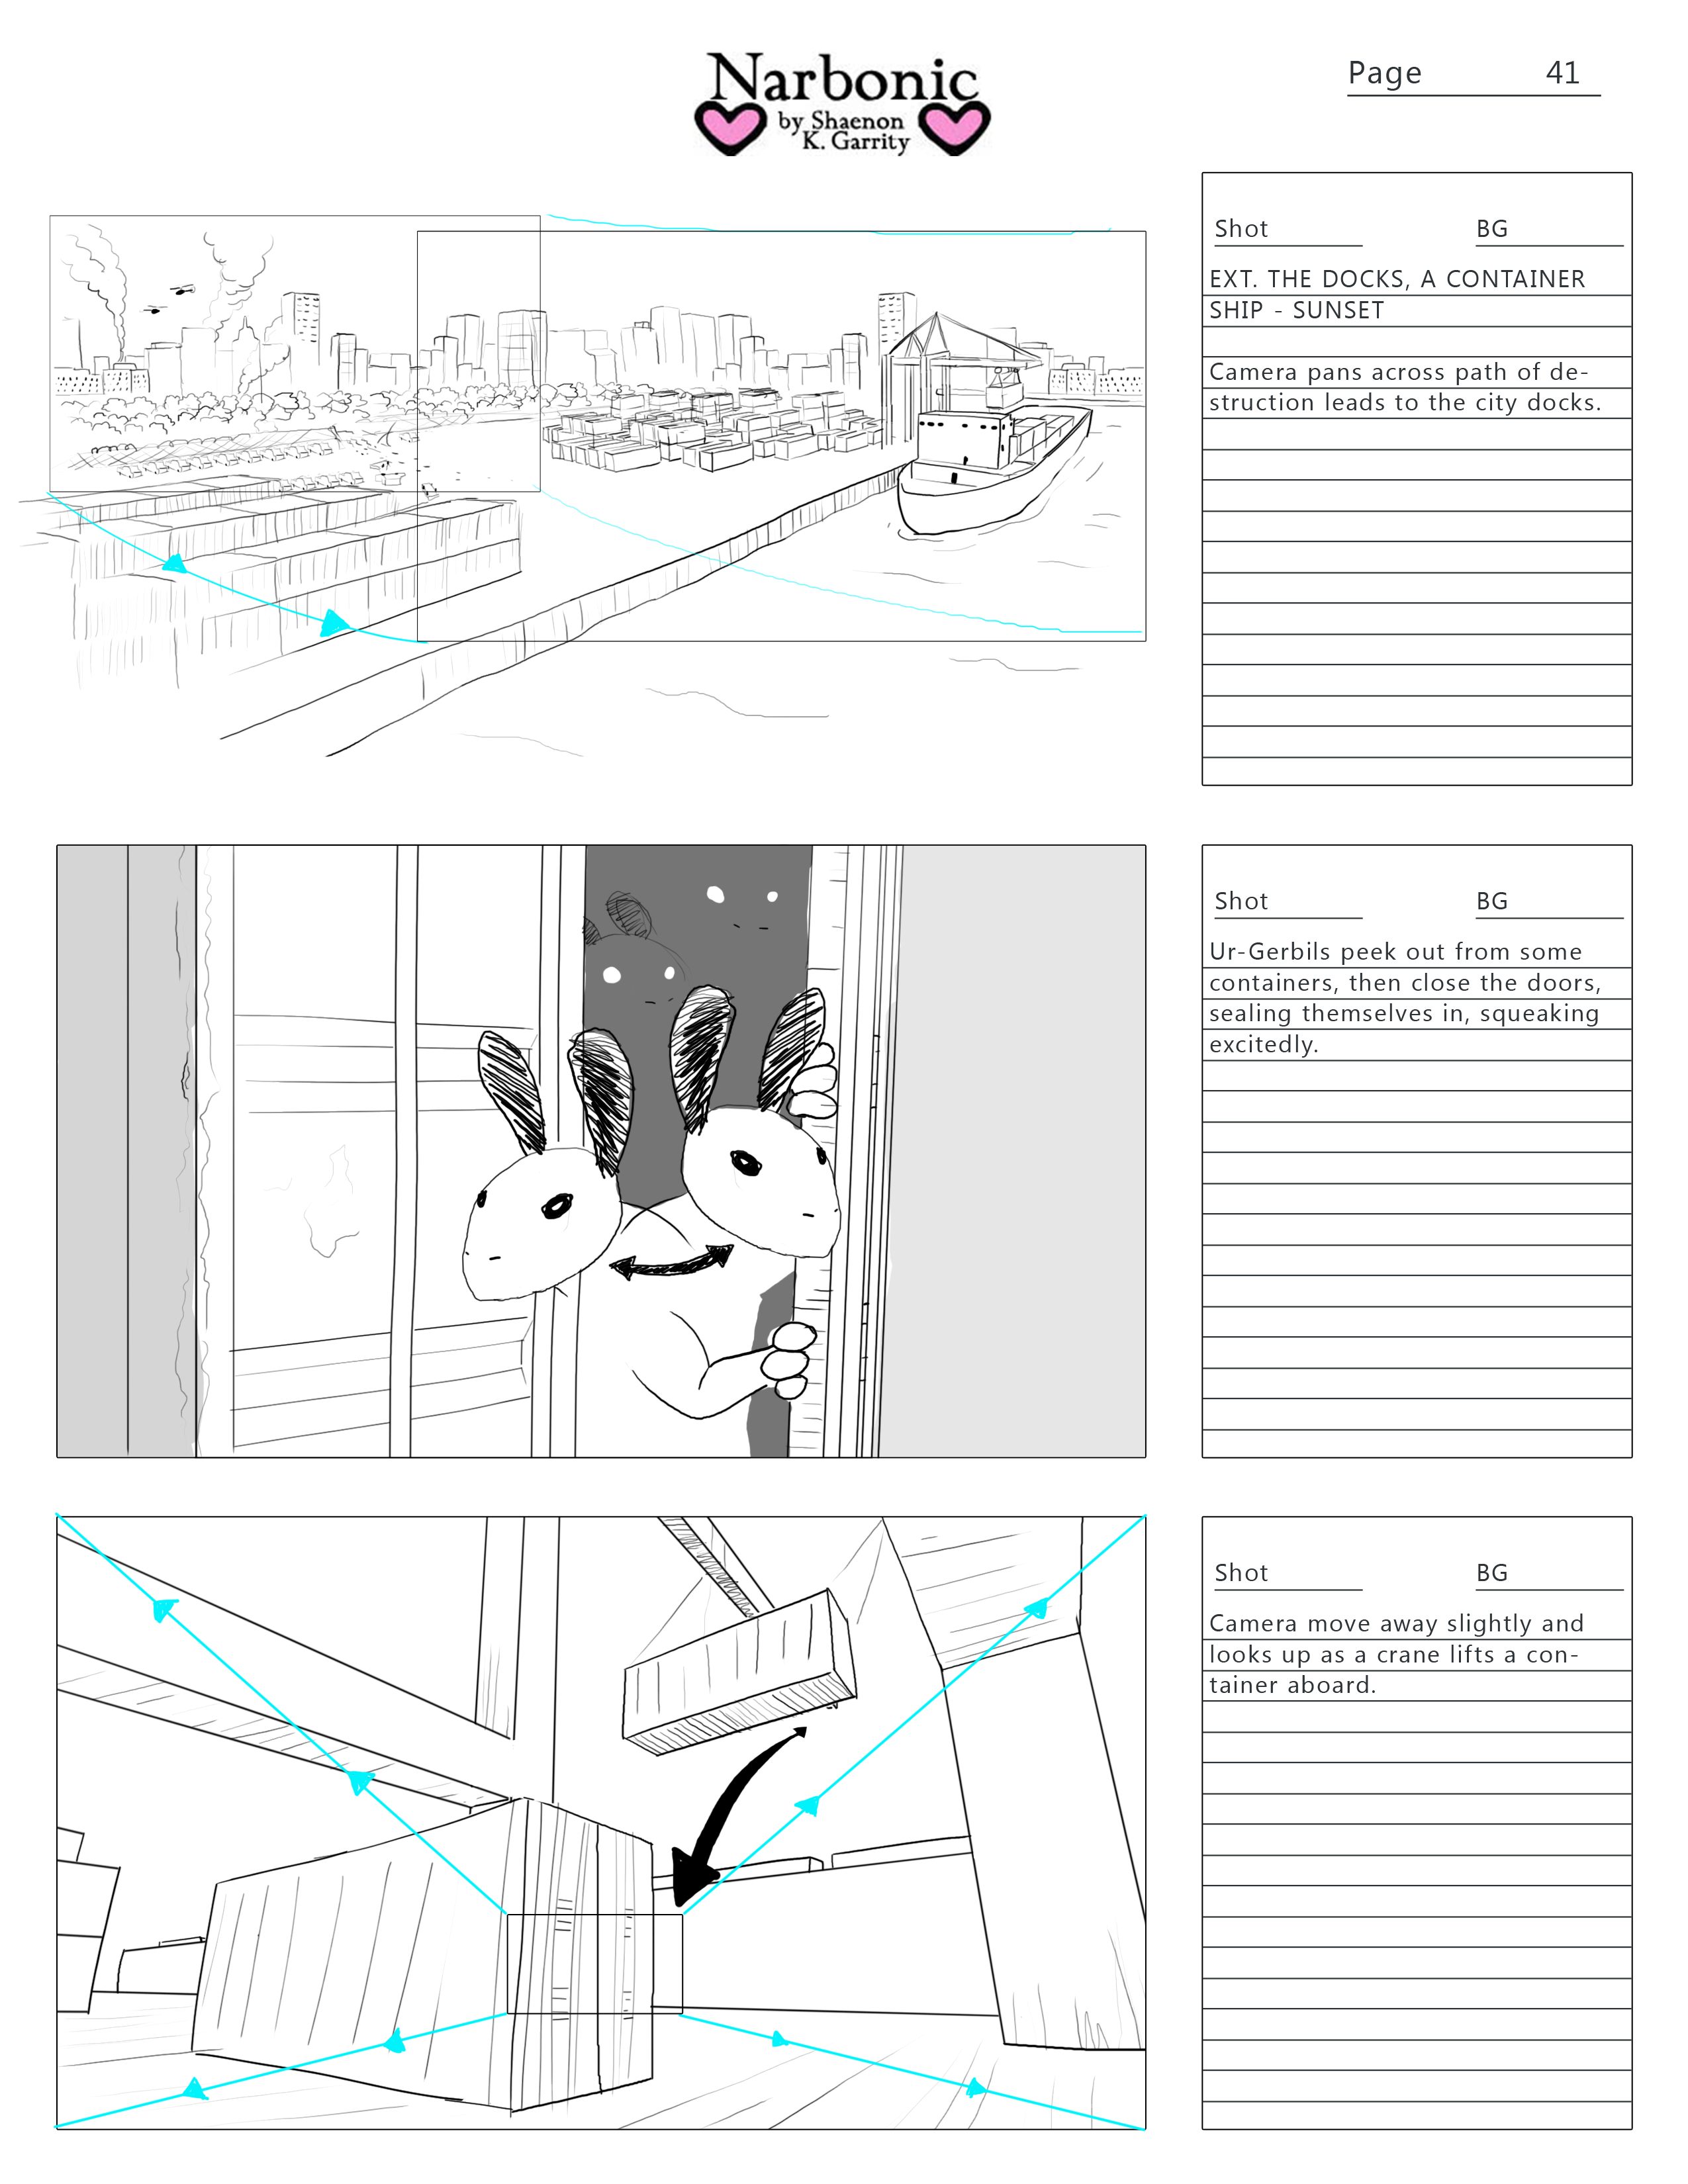 Narbonic
by Shaenon
K. Garrity
Page 41
Shot BG
EXT. THE DOCKS, A CONTAINER
SHIP - SUNSET
Camera pans across path of de-
struction leads to the city docks.
Shot BG
Ur-Gerbils peek out from some
containers, then close the doors,
sealing themselves in, squeaking
excitedly.
Shot BG
Camera move away slightly and
looks up as a crane lifts a con-
tainer aboard.